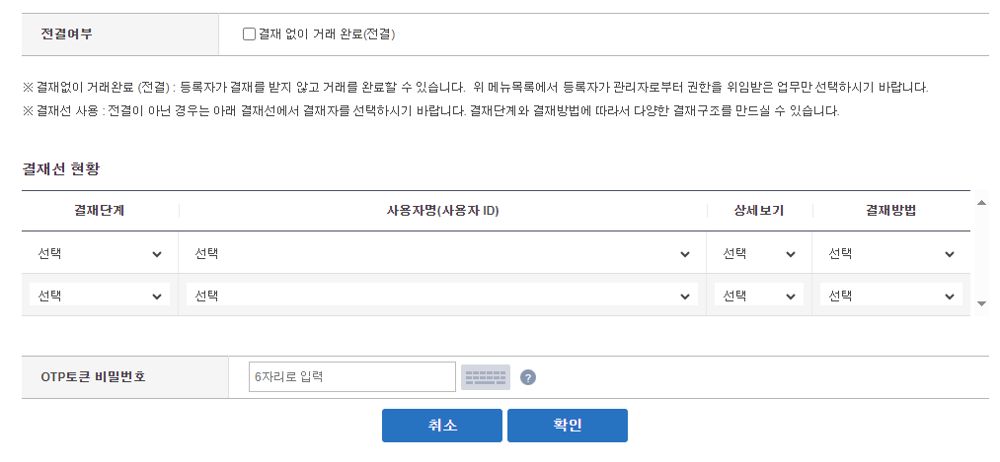 전결여부
결재 없이 거래 완료(전결)
※ 결재없이 거래완료 (전결) : 등록자가 결재를 받지 않고 거래를 완료할 수 있습니다. 위 메뉴목록에서 등록자가 관리자로부터 권한을 위임받은 업무만 선택하시기 바랍니다.
※ 결재선 사용 : 전결이 아닌 경우는 아래 결재선에서 결재자를 선택하시기 바랍니다. 결재단계와 결재방법에 따라서 다양한 결재구조를 만드실 수 있습니다.
결재선 현황
결재단계 사용자명(사용자 ID) 상세보기 결재방법
선택 선택 선택 선택
선택 선택 선택 선택
OTP토큰 비밀번호 6자리로 입력 ?
취소 확인